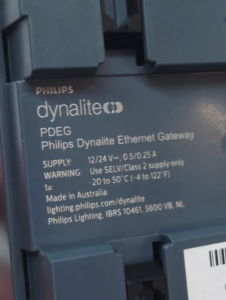 PHILIPS
dynalite
PDEG
Philips Dynalite Ethernet Gateway
SUPPLY: 12/24 V⎓, 0.5/0.25 A
WARNING: Use SELV/Class 2 supply only
ta: -20 to 50°C (-4 to 122°F)
Made in Australia
lighting.philips.com/dynalite
Philips Lighting, IBRS 10461, 5600 VB, NL